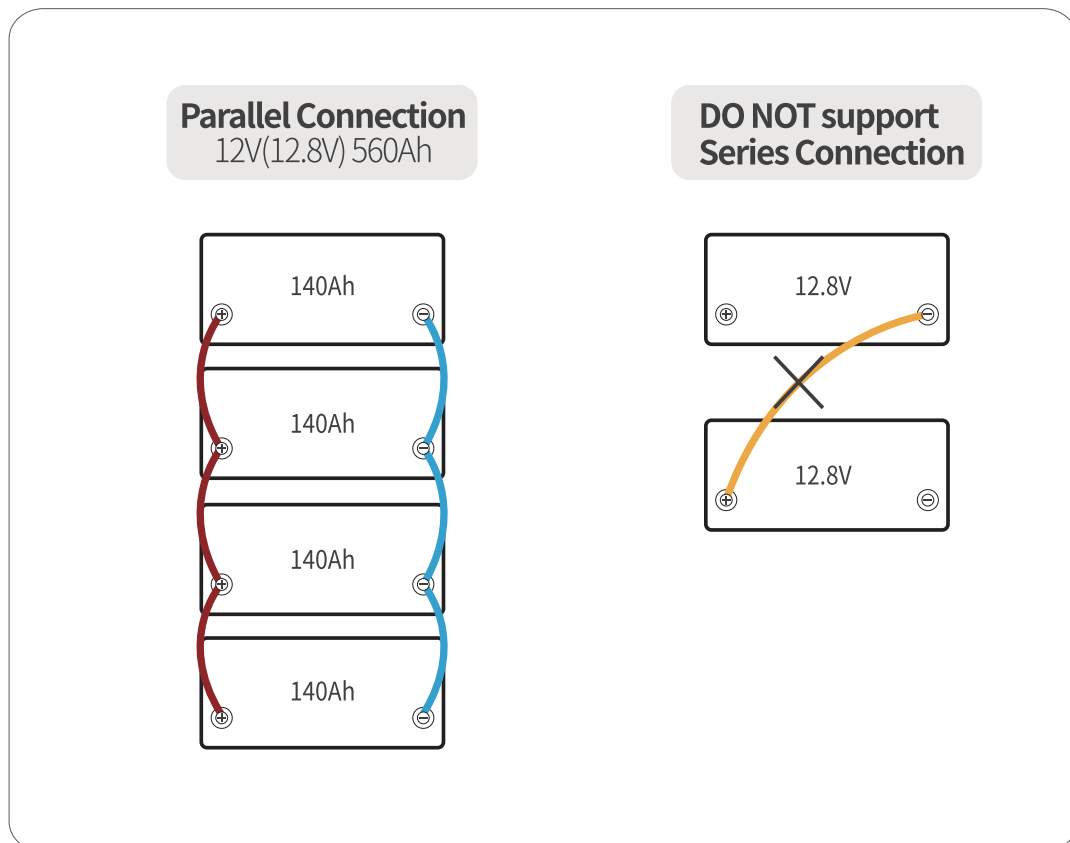 Parallel Connection
12V(12.8V) 560Ah
140Ah
140Ah
140Ah
140Ah
DO NOT support
Series Connection
12.8V
12.8V